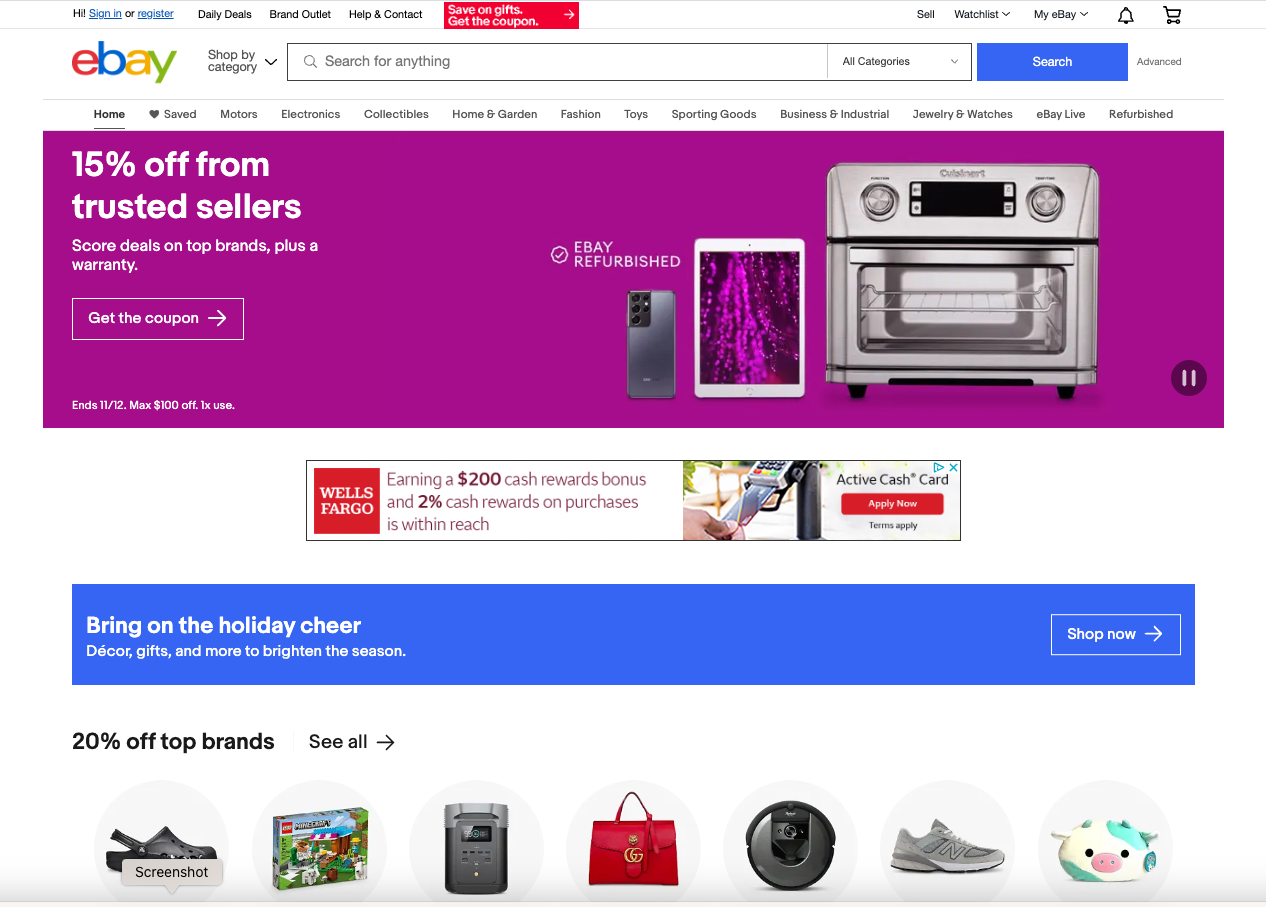 Hi! Sign in or register
Daily Deals
Brand Outlet
Help & Contact
Save on gifts.
Get the coupon.
Sell
Watchlist
My eBay
ebay
Shop by
category
Search for anything
All Categories
Search
Advanced
Home
Saved
Motors
Electronics
Collectibles
Home & Garden
Fashion
Toys
Sporting Goods
Business & Industrial
Jewelry & Watches
eBay Live
Refurbished
15% off from
trusted sellers
Score deals on top brands, plus a
warranty.
Get the coupon
Ends 11/12. Max $100 off. 1x use.
EBAY
REFURBISHED
Cuisinart
FUNCTION
WELLS
FARGO
Earning a $200 cash rewards bonus
and 2% cash rewards on purchases
is within reach
Active Cash® Card
Apply Now
Terms apply
Bring on the holiday cheer
Décor, gifts, and more to brighten the season.
Shop now
20% off top brands
See all
LEGO
MINECRAFT
Screenshot